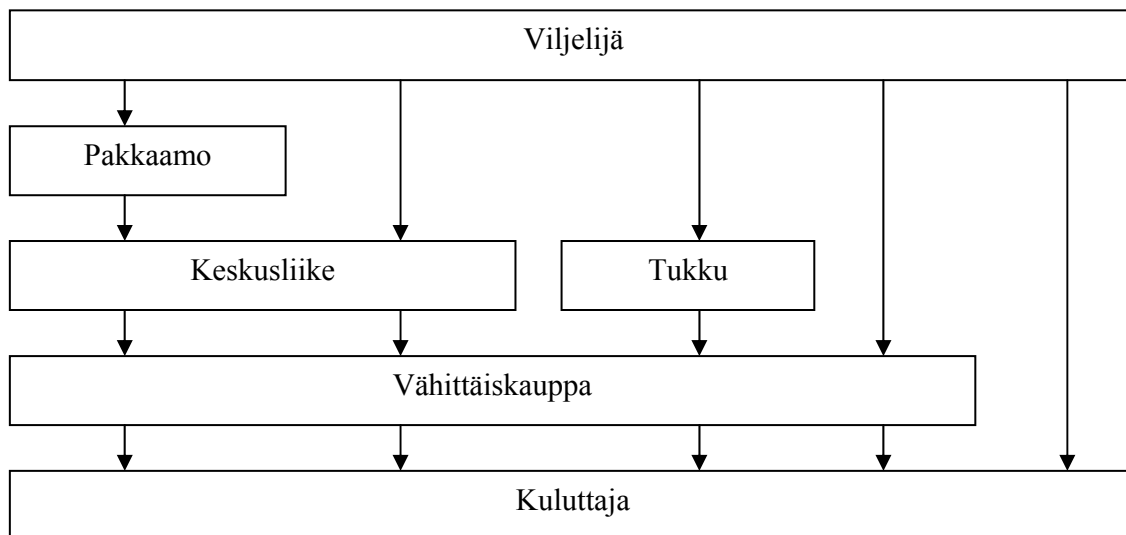 Viljelijä
Pakkaamo
Keskusliike
Tukku
Vähittäiskauppa
Kuluttaja